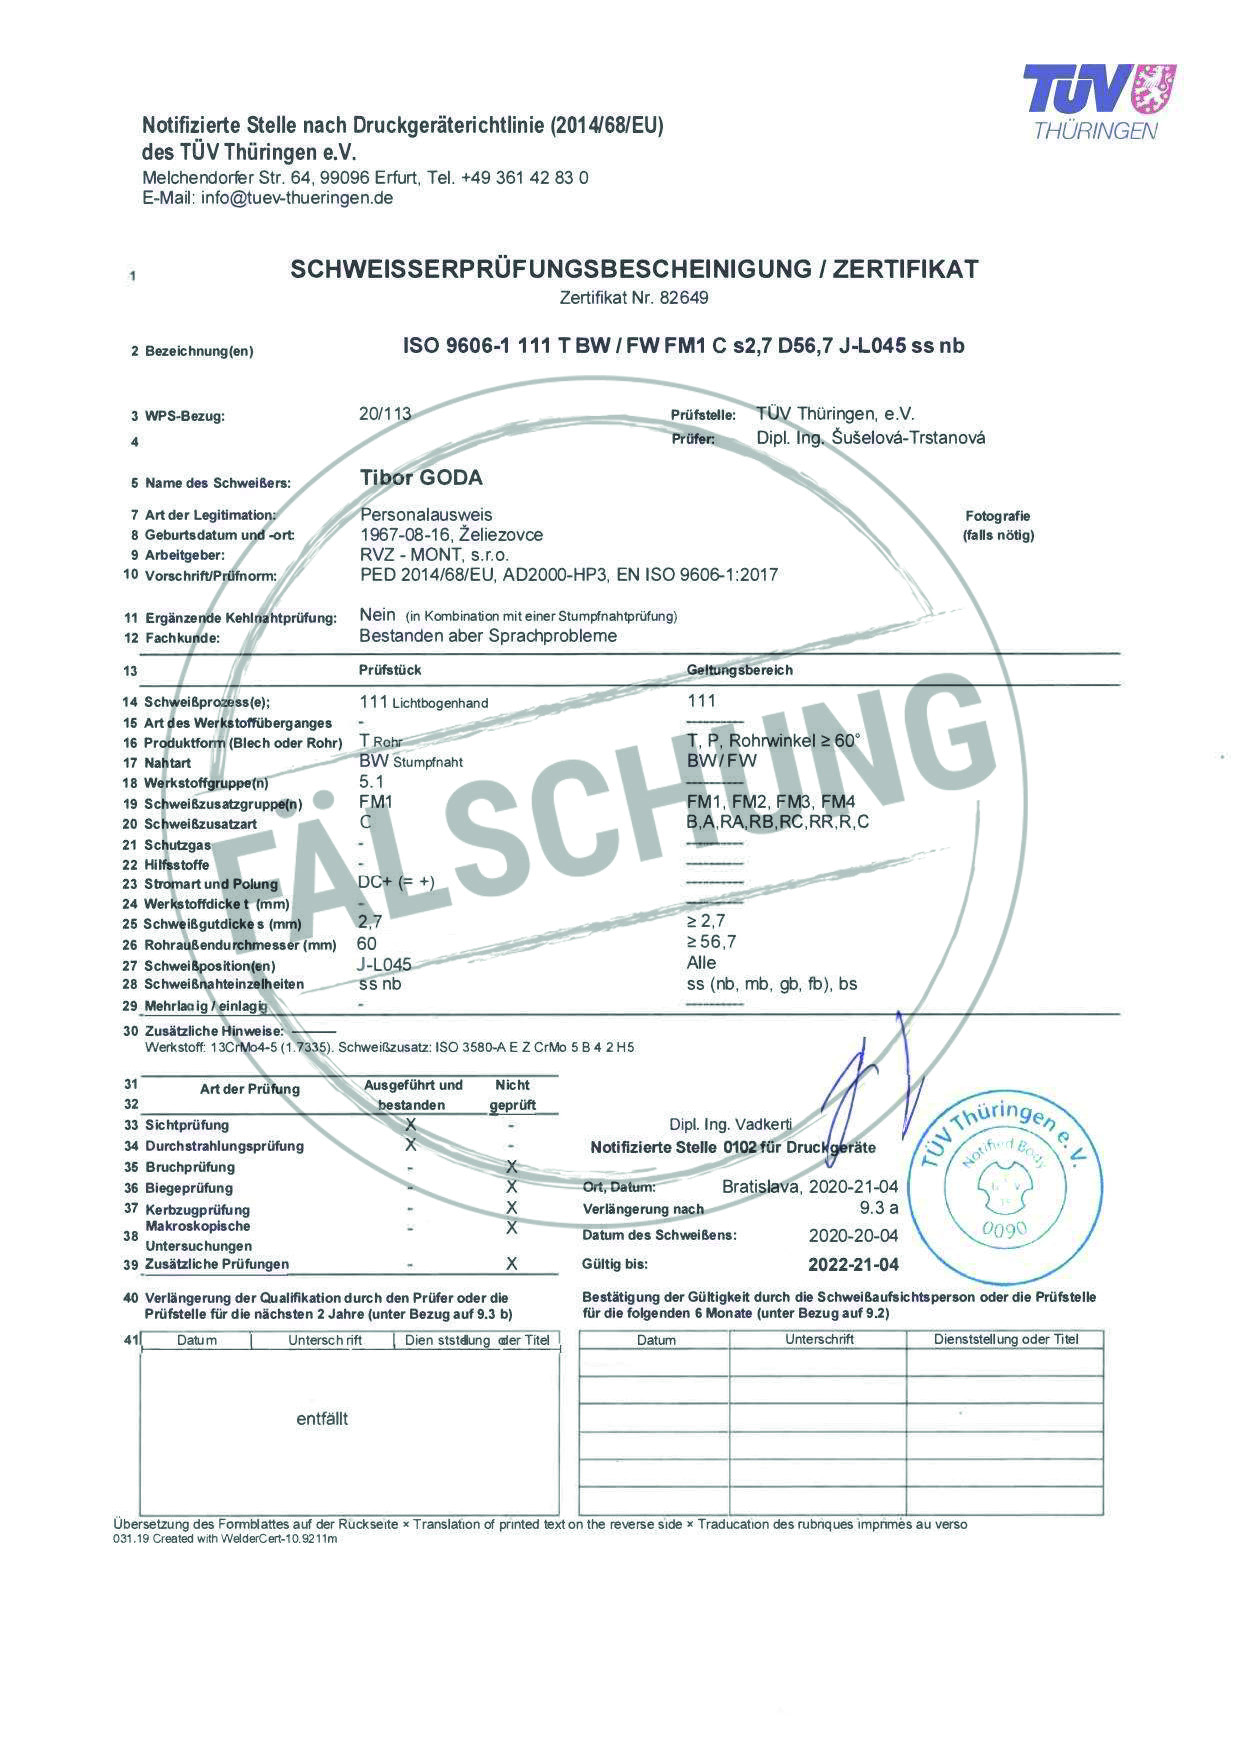 TÜV
THÜRINGEN
Notifizierte Stelle nach Druckgeräterichtlinie (2014/68/EU)
des TÜV Thüringen e.V.
Melchendorfer Str. 64, 99096 Erfurt, Tel. +49 361 42 83 0
E-Mail: info@tuev-thueringen.de
1 SCHWEISSERPRÜFUNGSBESCHEINIGUNG / ZERTIFIKAT
Zertifikat Nr. 82649
2 Bezeichnung(en) ISO 9606-1 111 T BW / FW FM1 C s2,7 D56,7 J-L045 ss nb
3 WPS-Bezug: 20/113 Prüfstelle: TÜV Thüringen, e.V.
4 Prüfer: Dipl. Ing. Šušelová-Trstanová
5 Name des Schweißers: Tibor GODA
7 Art der Legitimation: Personalausweis Fotografie
8 Geburtsdatum und -ort: 1967-08-16, Želiezovce (falls nötig)
9 Arbeitgeber: RVZ - MONT, s.r.o.
10 Vorschrift/Prüfnorm: PED 2014/68/EU, AD2000-HP3, EN ISO 9606-1:2017
11 Ergänzende Kehlnahtprüfung: Nein (in Kombination mit einer Stumpfnahtprüfung)
12 Fachkunde: Bestanden aber Sprachprobleme
13 Prüfstück Geltungsbereich
14 Schweißprozess(e); 111 Lichtbogenhand 111
15 Art des Werkstoffüberganges - ----------
16 Produktform (Blech oder Rohr) T Rohr T, P, Rohrwinkel ≥ 60°
17 Nahtart BW Stumpfnaht BW/FW
18 Werkstoffgruppe(n) 5.1 ----------
19 Schweißzusatzgruppe(n) FM1 FM1, FM2, FM3, FM4
20 Schweißzusatzart C B,A,RA,RB,RC,RR,R,C
21 Schutzgas - ----------
22 Hilfsstoffe - ----------
23 Stromart und Polung DC+ (= +) ----------
24 Werkstoffdicke t (mm) - ----------
25 Schweißgutdicke s (mm) 2,7 ≥ 2,7
26 Rohraußendurchmesser (mm) 60 ≥ 56,7
27 Schweißposition(en) J-L045 Alle
28 Schweißnahteinzelheiten ss nb ss (nb, mb, gb, fb), bs
29 Mehrlagig / einlagig - ----------
FÄLSCHUNG
30 Zusätzliche Hinweise: ———
Werkstoff: 13CrMo4-5 (1.7335). Schweißzusatz: ISO 3580-A E Z CrMo 5 B 4 2 H5
31 Art der Prüfung Ausgeführt und Nicht
32 bestanden geprüft
33 Sichtprüfung X -
34 Durchstrahlungsprüfung X -
35 Bruchprüfung - X
36 Biegeprüfung - X
37 Kerbzugprüfung - X
38 Makroskopische Untersuchungen - X
39 Zusätzliche Prüfungen - X
Dipl. Ing. Vadkerti
Notifizierte Stelle 0102 für Druckgeräte
Ort, Datum: Bratislava, 2020-21-04
Verlängerung nach 9.3 a
Datum des Schweißens: 2020-20-04
Gültig bis: 2022-21-04
TÜV Thüringen e. V.
Notified Body
0090
40 Verlängerung der Qualifikation durch den Prüfer oder die
Prüfstelle für die nächsten 2 Jahre (unter Bezug auf 9.3 b)
Bestätigung der Gültigkeit durch die Schweißaufsichtsperson oder die Prüfstelle
für die folgenden 6 Monate (unter Bezug auf 9.2)
41 Datum Unterschrift Dienststellung oder Titel
entfällt
Datum Unterschrift Dienststellung oder Titel
Übersetzung des Formblattes auf der Rückseite × Translation of printed text on the reverse side × Traducation des rubriques imprimés au verso
031.19 Created with WelderCert-10.9211m